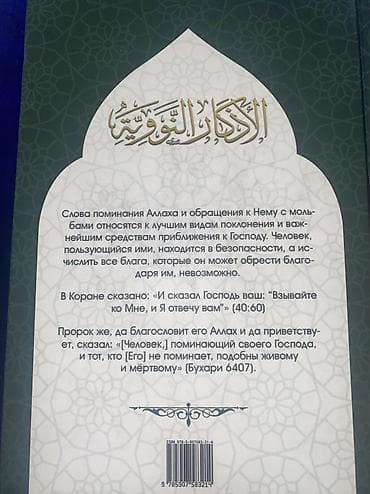 الأذكار النووية
Слова поминания Аллаха и обращения к Нему с моль-
бами относятся к лучшим видам поклонения и важ-
нейшим средствам приближения к Господу. Человек,
пользующийся ими, находится в безопасности, а ис-
числить все блага, которые он может обрести благо-
даря им, невозможно.
В Коране сказано: «И сказал Господь ваш: "Взывайте
ко Мне, и Я отвечу вам"» (40:60)
Пророк же, да благословит его Аллах и да приветству-
ет, сказал: «[Человек,] поминающий своего Господа,
и тот, кто [Его] не поминает, подобны живому
и мёртвому» (Бухари 6407).
9 785907 583214